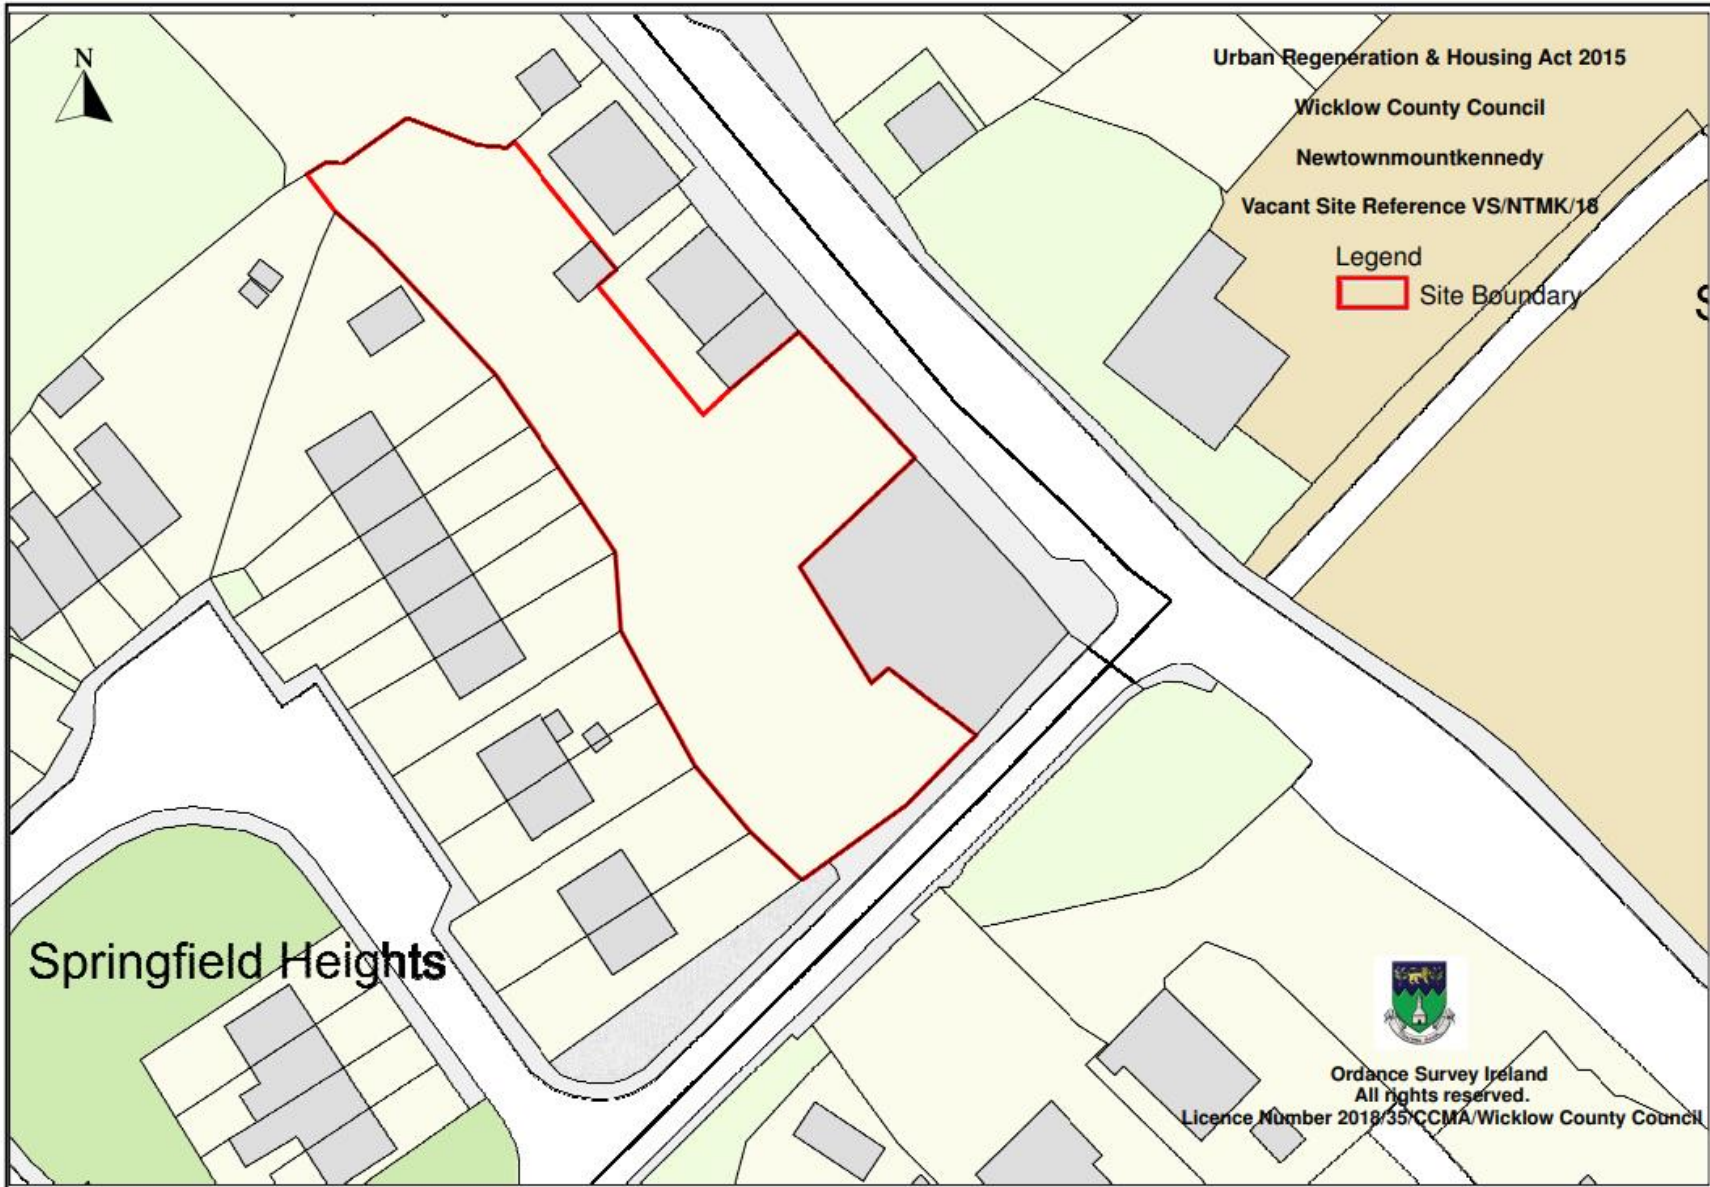 N
Urban Regeneration & Housing Act 2015
Wicklow County Council
Newtownmountkennedy
Vacant Site Reference VS/NTMK/18
Legend
Site Boundary
S
Springfield Heights
Ordance Survey Ireland
All rights reserved.
Licence Number 2018/35/CCMA/Wicklow County Council